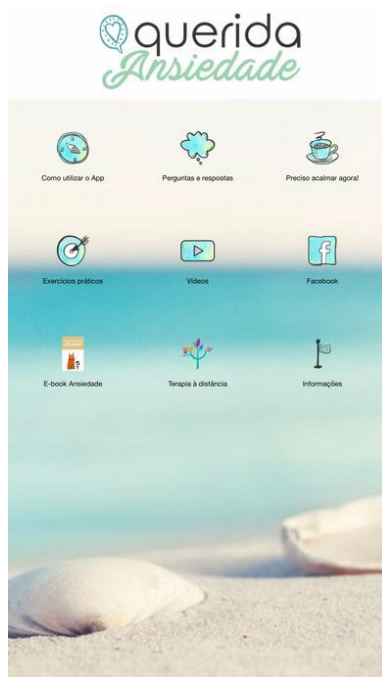 querida
Ansiedade
Como utilizar o App
Perguntas e respostas
Preciso acalmar agora!
Exercícios práticos
Vídeos
Facebook
E-book Ansiedade
Terapia à distância
Informações